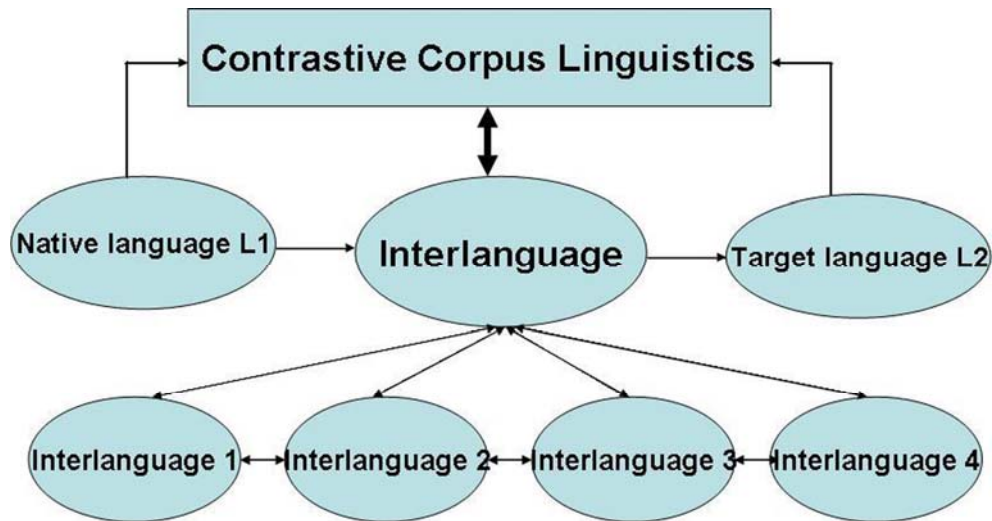 Contrastive Corpus Linguistics
Native language L1
Interlanguage
Target language L2
Interlanguage 1
Interlanguage 2
Interlanguage 3
Interlanguage 4